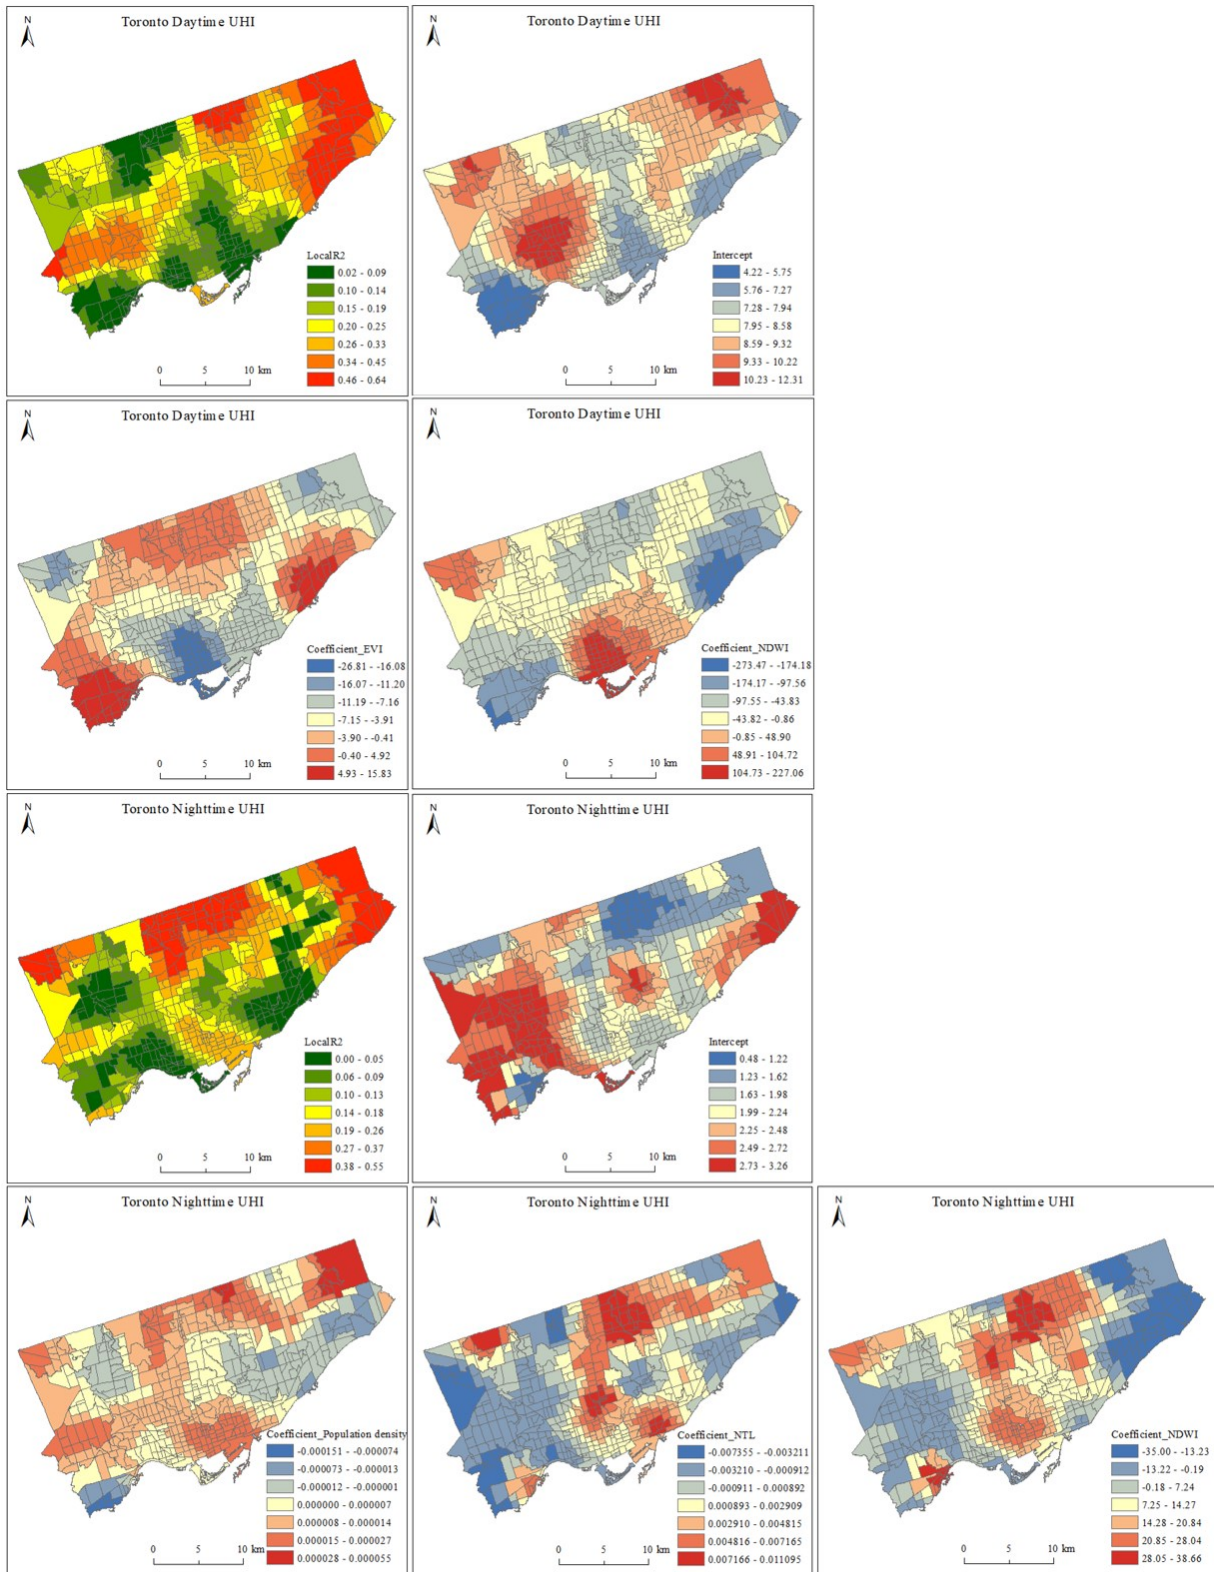 N
Toronto Daytime UHI
LocalR2
0.02 - 0.09
0.10 - 0.14
0.15 - 0.19
0.20 - 0.25
0.26 - 0.33
0.34 - 0.45
0.46 - 0.64
0 5 10 km
N
Toronto Daytime UHI
Intercept
4.22 - 5.75
5.76 - 7.27
7.28 - 7.94
7.95 - 8.58
8.59 - 9.32
9.33 - 10.22
10.23 - 12.31
0 5 10 km
N
Toronto Daytime UHI
Coefficient_EVI
-26.81 - -16.08
-16.07 - -11.20
-11.19 - -7.16
-7.15 - -3.91
-3.90 - -0.41
-0.40 - 4.92
4.93 - 15.83
0 5 10 km
N
Toronto Daytime UHI
Coefficient_NDWI
-273.47 - -174.18
-174.17 - -97.56
-97.55 - -43.83
-43.82 - -0.86
-0.85 - 48.90
48.91 - 104.72
104.73 - 227.06
0 5 10 km
N
Toronto Nighttime UHI
LocalR2
0.00 - 0.05
0.06 - 0.09
0.10 - 0.13
0.14 - 0.18
0.19 - 0.26
0.27 - 0.37
0.38 - 0.55
0 5 10 km
N
Toronto Nighttime UHI
Intercept
0.48 - 1.22
1.23 - 1.62
1.63 - 1.98
1.99 - 2.24
2.25 - 2.48
2.49 - 2.72
2.73 - 3.26
0 5 10 km
N
Toronto Nighttime UHI
Coefficient_Population density
-0.000151 - -0.000074
-0.000073 - -0.000013
-0.000012 - -0.000001
0.000000 - 0.000007
0.000008 - 0.000014
0.000015 - 0.000027
0.000028 - 0.000055
0 5 10 km
N
Toronto Nighttime UHI
Coefficient_NTL
-0.007355 - -0.003211
-0.003210 - -0.000912
-0.000911 - 0.000892
0.000893 - 0.002909
0.002910 - 0.004815
0.004816 - 0.007165
0.007166 - 0.011095
0 5 10 km
N
Toronto Nighttime UHI
Coefficient_NDWI
-35.00 - -13.23
-13.22 - -0.19
-0.18 - 7.24
7.25 - 14.27
14.28 - 20.84
20.85 - 28.04
28.05 - 38.66
0 5 10 km